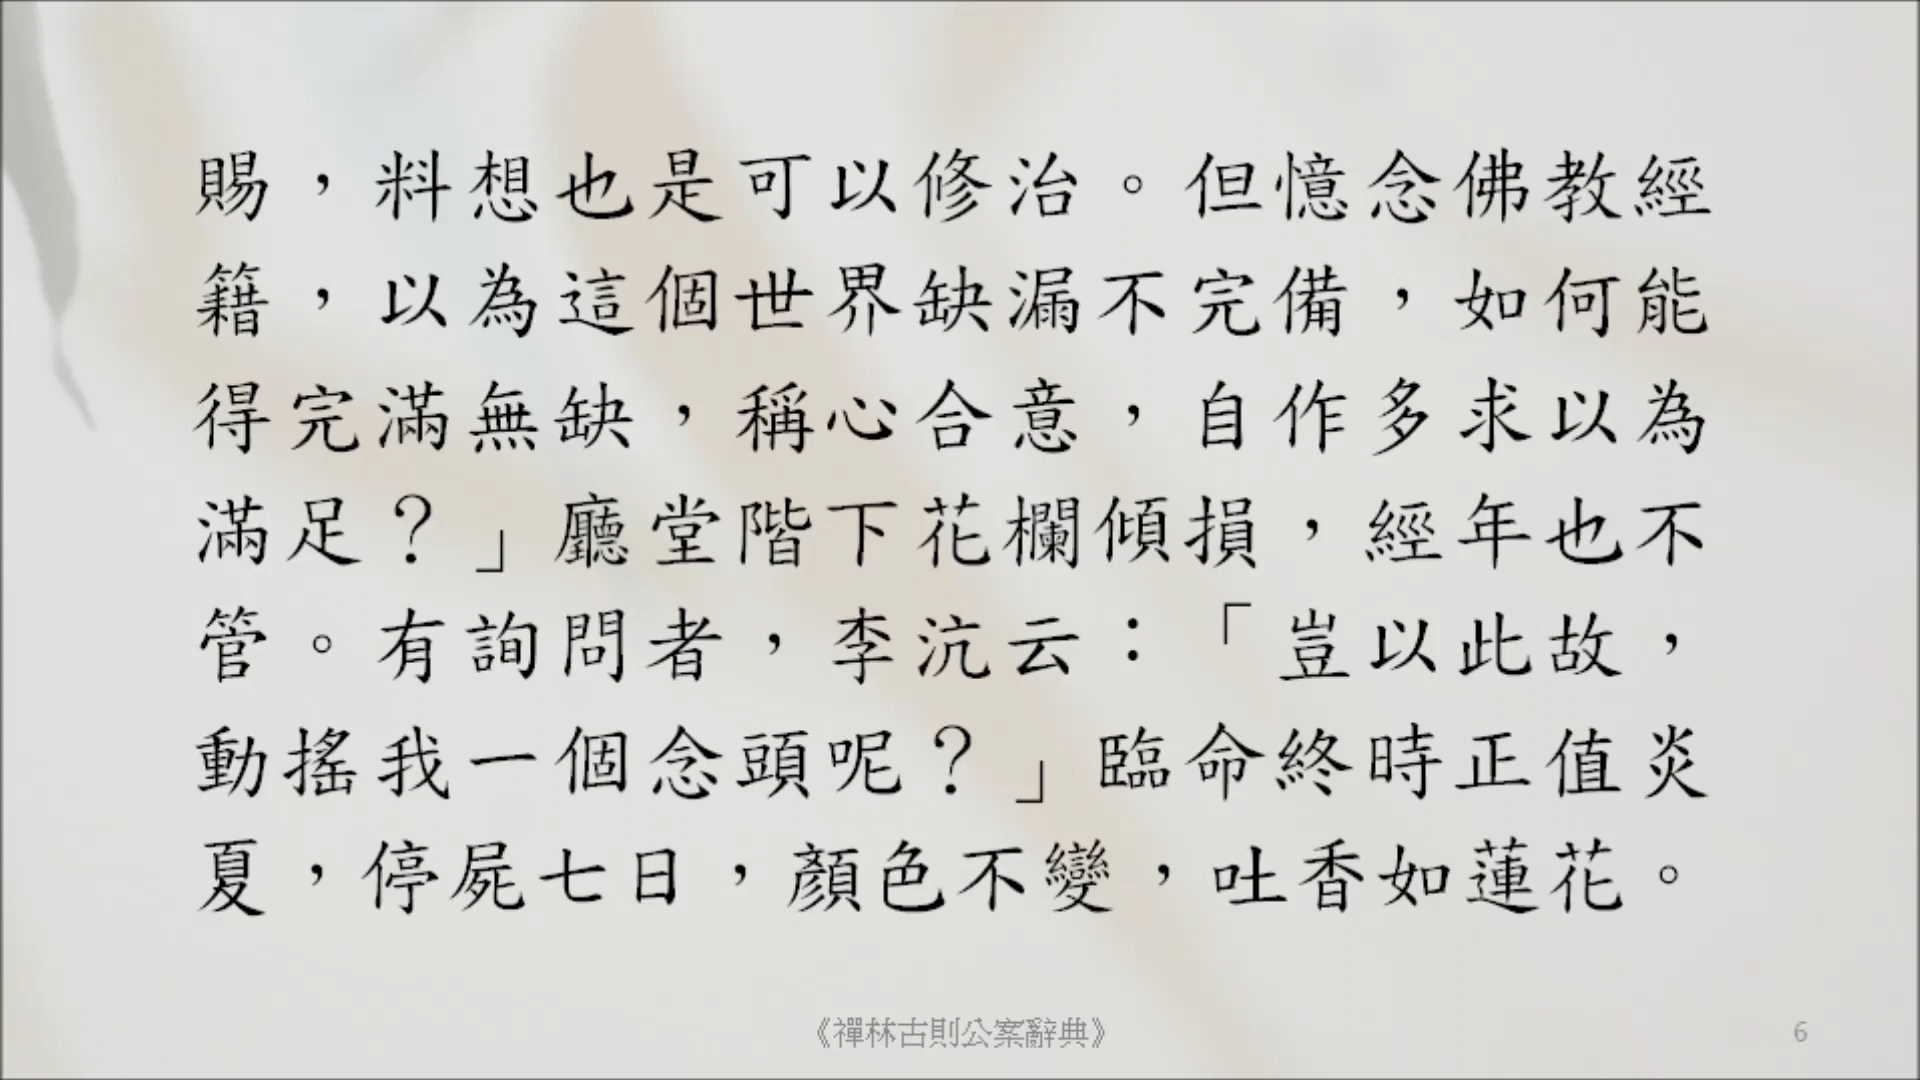 賜，料想也是可以修治。但憶念佛教經
籍，以為這個世界缺漏不完備，如何能
得完滿無缺，稱心合意，自作多求以為
滿足？」廳堂階下花欄傾損，經年也不
管。有詢問者，李沆云：「豈以此故，
動搖我一個念頭呢？」臨命終時正值炎
夏，停屍七日，顏色不變，吐香如蓮花。
《禪林古則公案辭典》
6